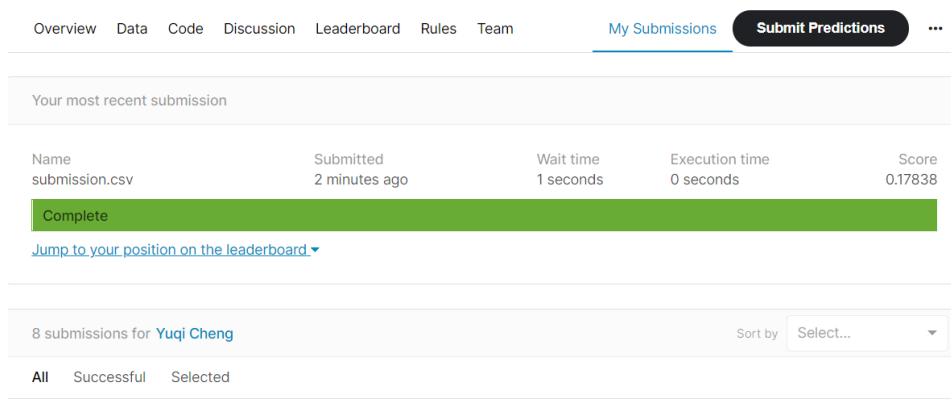 Overview Data Code Discussion Leaderboard Rules Team My Submissions Submit Predictions ...
Your most recent submission
Name Submitted Wait time Execution time Score
submission.csv 2 minutes ago 1 seconds 0 seconds 0.17838
Complete
Jump to your position on the leaderboard
8 submissions for Yuqi Cheng Sort by Select...
All Successful Selected